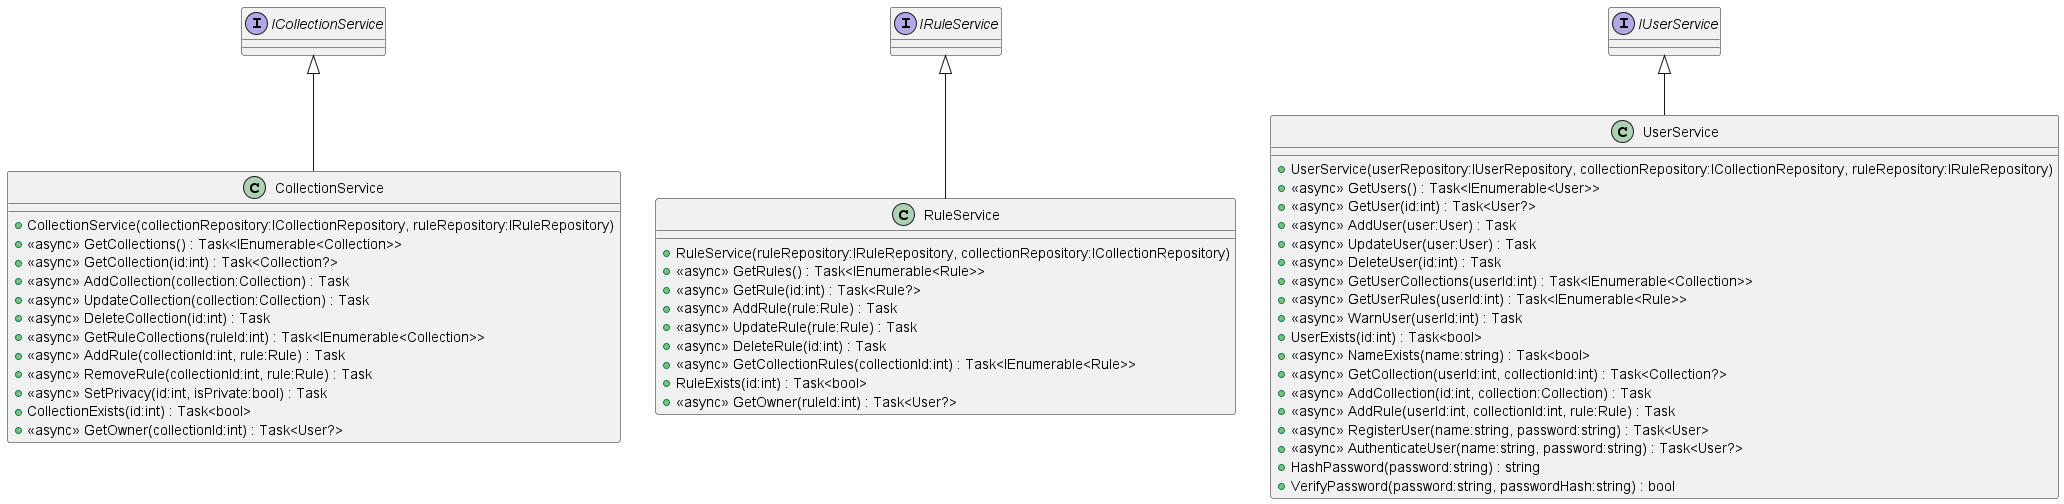 I ICollectionService
C CollectionService
CollectionService(collectionRepository:ICollectionRepository, ruleRepository:IRuleRepository)
«async» GetCollections() : Task<IEnumerable<Collection>>
«async» GetCollection(id:int) : Task<Collection?>
«async» AddCollection(collection:Collection) : Task
«async» UpdateCollection(collection:Collection) : Task
«async» DeleteCollection(id:int) : Task
«async» GetRuleCollections(ruleId:int) : Task<IEnumerable<Collection>>
«async» AddRule(collectionId:int, rule:Rule) : Task
«async» RemoveRule(collectionId:int, rule:Rule) : Task
«async» SetPrivacy(id:int, isPrivate:bool) : Task
CollectionExists(id:int) : Task<bool>
«async» GetOwner(collectionId:int) : Task<User?>
I IRuleService
C RuleService
RuleService(ruleRepository:IRuleRepository, collectionRepository:ICollectionRepository)
«async» GetRules() : Task<IEnumerable<Rule>>
«async» GetRule(id:int) : Task<Rule?>
«async» AddRule(rule:Rule) : Task
«async» UpdateRule(rule:Rule) : Task
«async» DeleteRule(id:int) : Task
«async» GetCollectionRules(collectionId:int) : Task<IEnumerable<Rule>>
RuleExists(id:int) : Task<bool>
«async» GetOwner(ruleId:int) : Task<User?>
I IUserService
C UserService
UserService(userRepository:IUserRepository, collectionRepository:ICollectionRepository, ruleRepository:IRuleRepository)
«async» GetUsers() : Task<IEnumerable<User>>
«async» GetUser(id:int) : Task<User?>
«async» AddUser(user:User) : Task
«async» UpdateUser(user:User) : Task
«async» DeleteUser(id:int) : Task
«async» GetUserCollections(userId:int) : Task<IEnumerable<Collection>>
«async» GetUserRules(userId:int) : Task<IEnumerable<Rule>>
«async» WarnUser(userId:int) : Task
UserExists(id:int) : Task<bool>
«async» NameExists(name:string) : Task<bool>
«async» GetCollection(userId:int, collectionId:int) : Task<Collection?>
«async» AddCollection(id:int, collection:Collection) : Task
«async» AddRule(userId:int, collectionId:int, rule:Rule) : Task
«async» RegisterUser(name:string, password:string) : Task<User>
«async» AuthenticateUser(name:string, password:string) : Task<User?>
HashPassword(password:string) : string
VerifyPassword(password:string, passwordHash:string) : bool